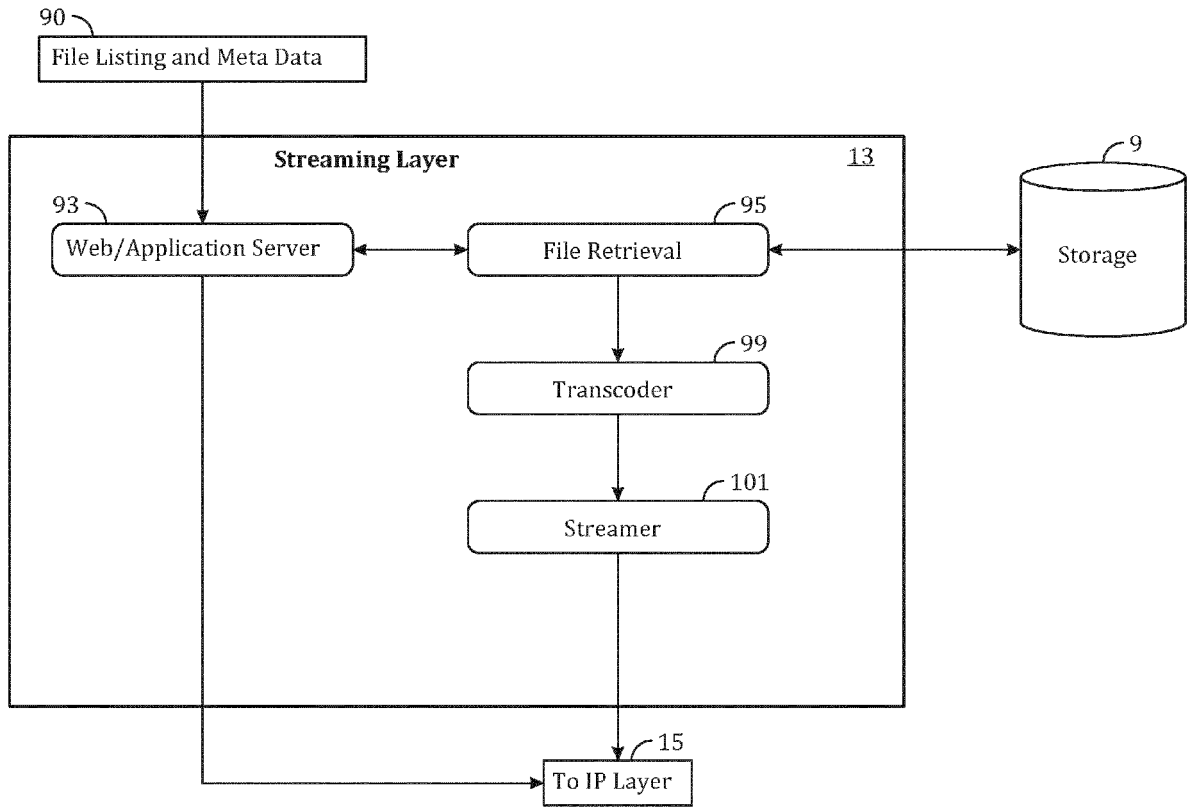 90
File Listing and Meta Data
Streaming Layer
13
9
93
Web/Application Server
95
File Retrieval
Storage
99
Transcoder
101
Streamer
15
To IP Layer